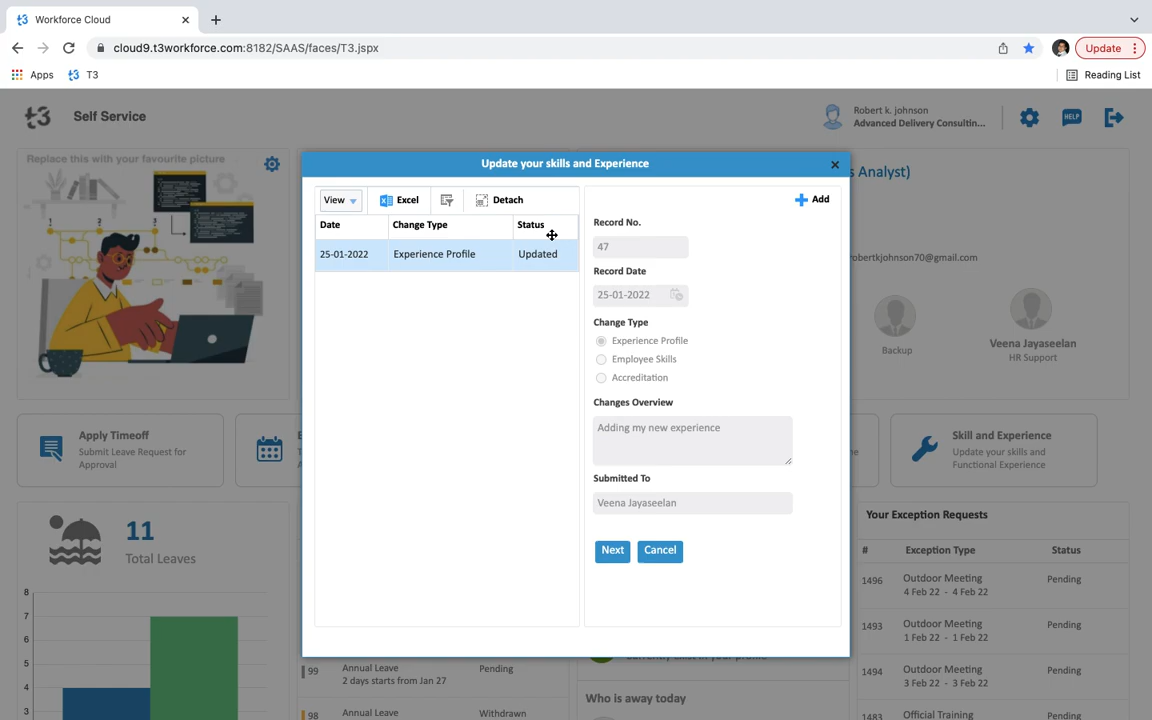 Workforce Cloud
cloud9.t3workforce.com:8182/SAAS/faces/T3.jspx
Update
Apps
T3
Reading List
t3
Self Service
Robert k. johnson
Advanced Delivery Consultin...
HELP
Replace this with your favourite picture
1 2 3
Update your skills and Experience
s Analyst)
View
Excel
Detach
Add
Date
Change Type
Status
25-01-2022
Experience Profile
Updated
Record No.
47
Record Date
25-01-2022
Change Type
Experience Profile
Employee Skills
Accreditation
Changes Overview
Adding my new experience
Submitted To
Veena Jayaseelan
Next
Cancel
robertkjohnson70@gmail.com
Backup
Veena Jayaseelan
HR Support
Apply Timeoff
Submit Leave Request for
Approval
Skill and Experience
Update your skills and
Functional Experience
11
Total Leaves
8
7
6
5
4
3
Your Exception Requests
#
Exception Type
Status
1496
Outdoor Meeting
4 Feb 22 - 4 Feb 22
Pending
1493
Outdoor Meeting
1 Feb 22 - 1 Feb 22
Pending
1494
Outdoor Meeting
3 Feb 22 - 3 Feb 22
Pending
1483
Official Training
Pending
99
Annual Leave
2 days starts from Jan 27
Pending
98
Annual Leave
Withdrawn
Who is away today